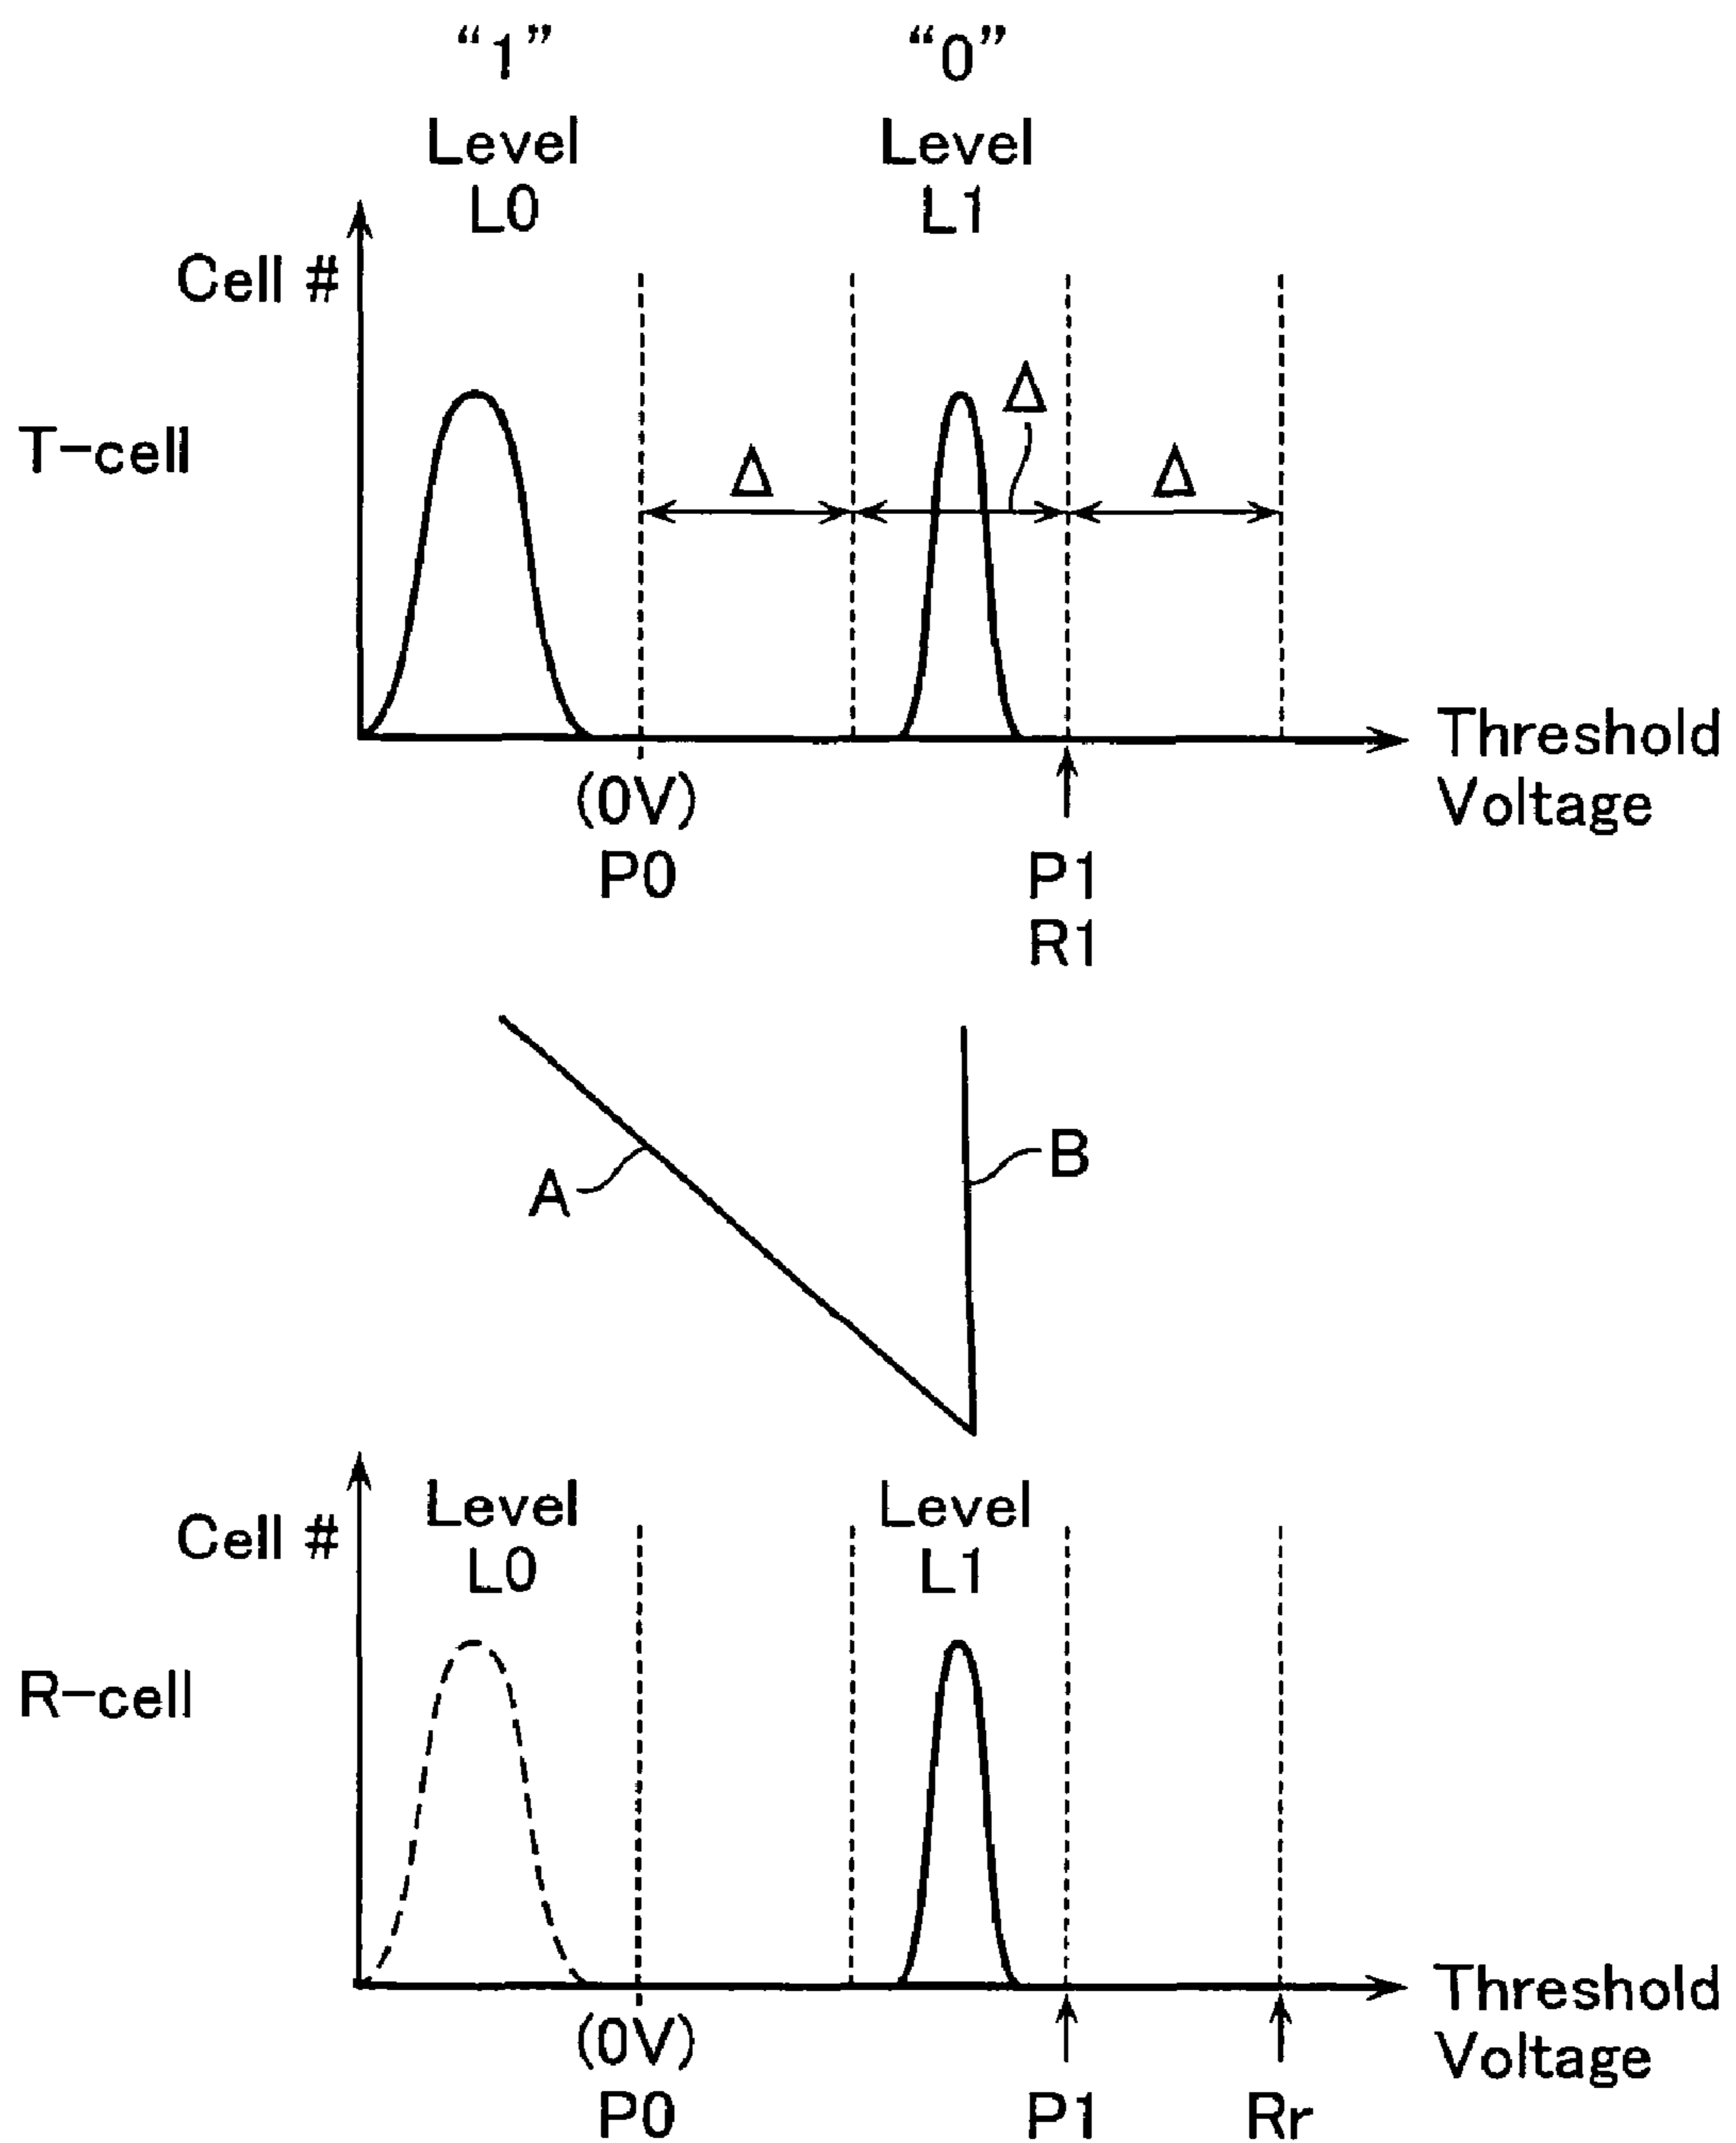 “1”
“0”
Level
L0
Level
L1
Cell #
T-cell
Δ
Δ
Δ
Threshold
Voltage
(0V)
P0
P1
R1
A
B
Cell #
Level
L0
Level
L1
R-cell
Threshold
Voltage
(0V)
P0
P1
Rr